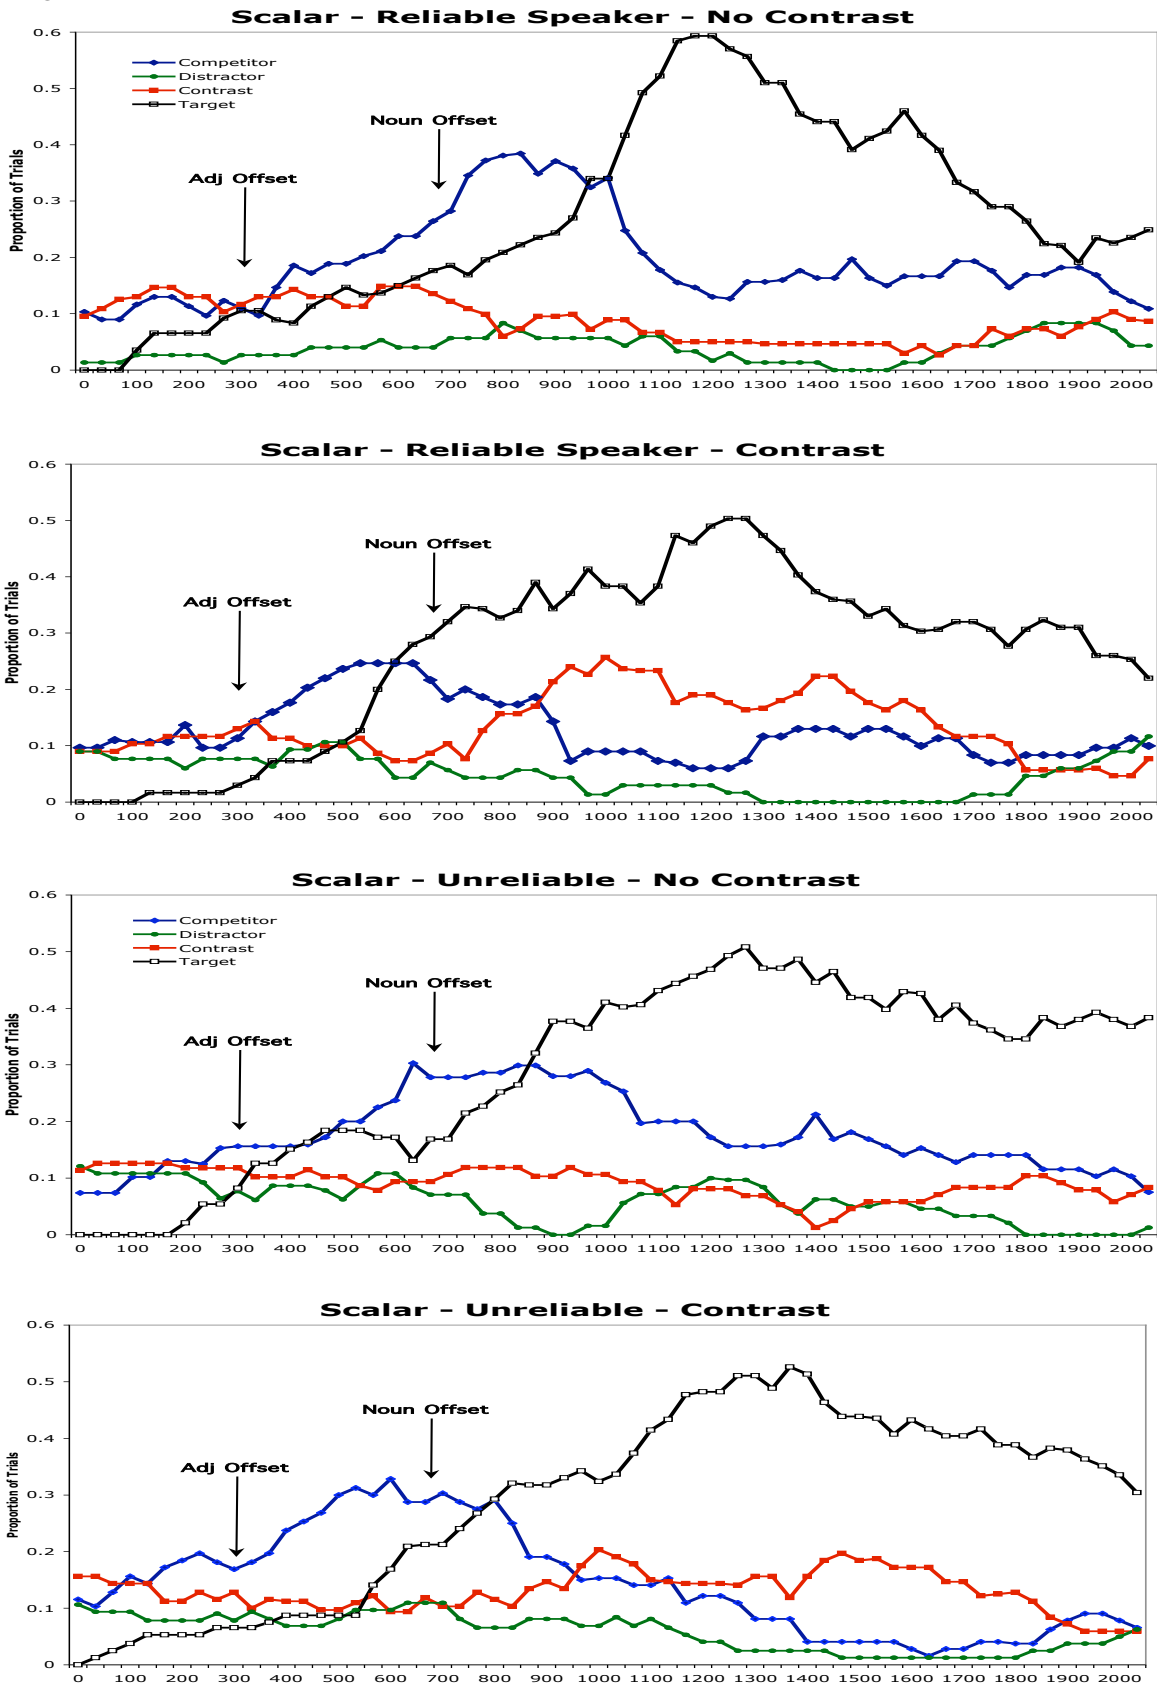 Scalar – Reliable Speaker – No Contrast
0.6
Competitor
Distractor
Contrast
Target
Noun Offset
Adj Offset
0.5
0.4
0.3
0.2
0.1
0
Proportion of Trials
0 100 200 300 400 500 600 700 800 900 1000 1100 1200 1300 1400 1500 1600 1700 1800 1900 2000
Scalar – Reliable Speaker – Contrast
0.6
Noun Offset
Adj Offset
0.5
0.4
0.3
0.2
0.1
0
Proportion of Trials
0 100 200 300 400 500 600 700 800 900 1000 1100 1200 1300 1400 1500 1600 1700 1800 1900 2000
Scalar – Unreliable – No Contrast
0.6
Competitor
Distractor
Contrast
Target
Noun Offset
Adj Offset
0.5
0.4
0.3
0.2
0.1
0
Proportion of Trials
0 100 200 300 400 500 600 700 800 900 1000 1100 1200 1300 1400 1500 1600 1700 1800 1900 2000
Scalar – Unreliable – Contrast
0.6
Noun Offset
Adj Offset
0.5
0.4
0.3
0.2
0.1
0
Proportion of Trials
0 100 200 300 400 500 600 700 800 900 1000 1100 1200 1300 1400 1500 1600 1700 1800 1900 2000